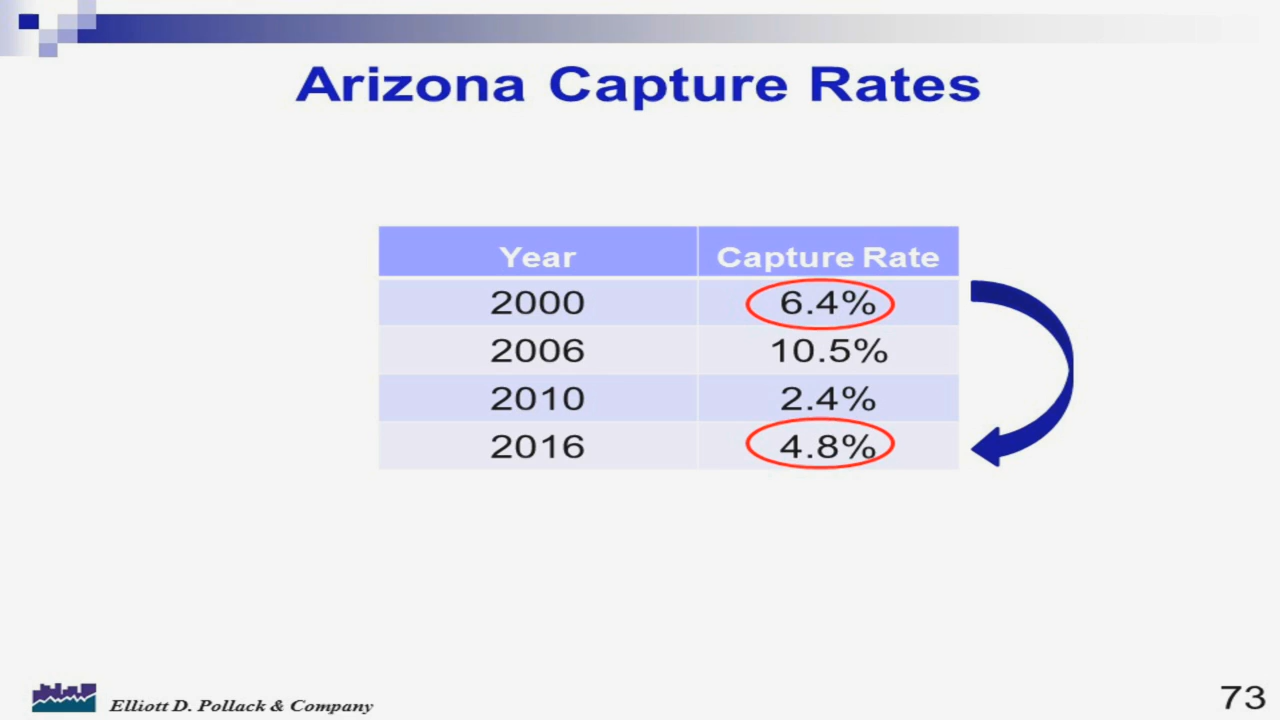 Arizona Capture Rates
Year Capture Rate
2000 6.4%
2006 10.5%
2010 2.4%
2016 4.8%
Elliott D. Pollack & Company
73